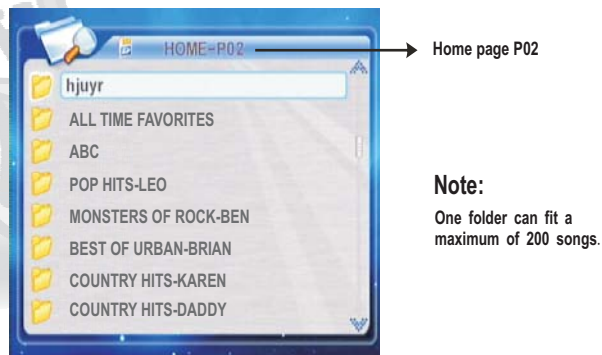 HOME-P02
Home page P02
hjuyr
ALL TIME FAVORITES
ABC
POP HITS-LEO
MONSTERS OF ROCK-BEN
BEST OF URBAN-BRIAN
COUNTRY HITS-KAREN
COUNTRY HITS-DADDY
Note:
One folder can fit a
maximum of 200 songs.